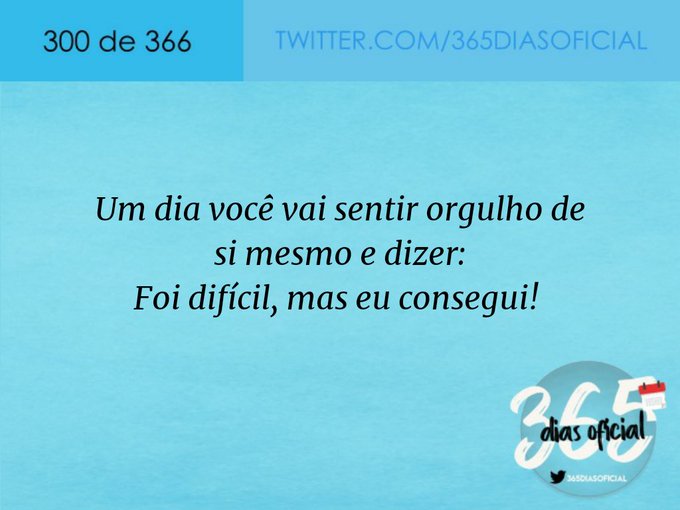 300 de 366
TWITTER.COM/365DIASOFICIAL
Um dia você vai sentir orgulho de
si mesmo e dizer:
Foi difícil, mas eu consegui!
365
dias oficial
365DIASOFICIAL